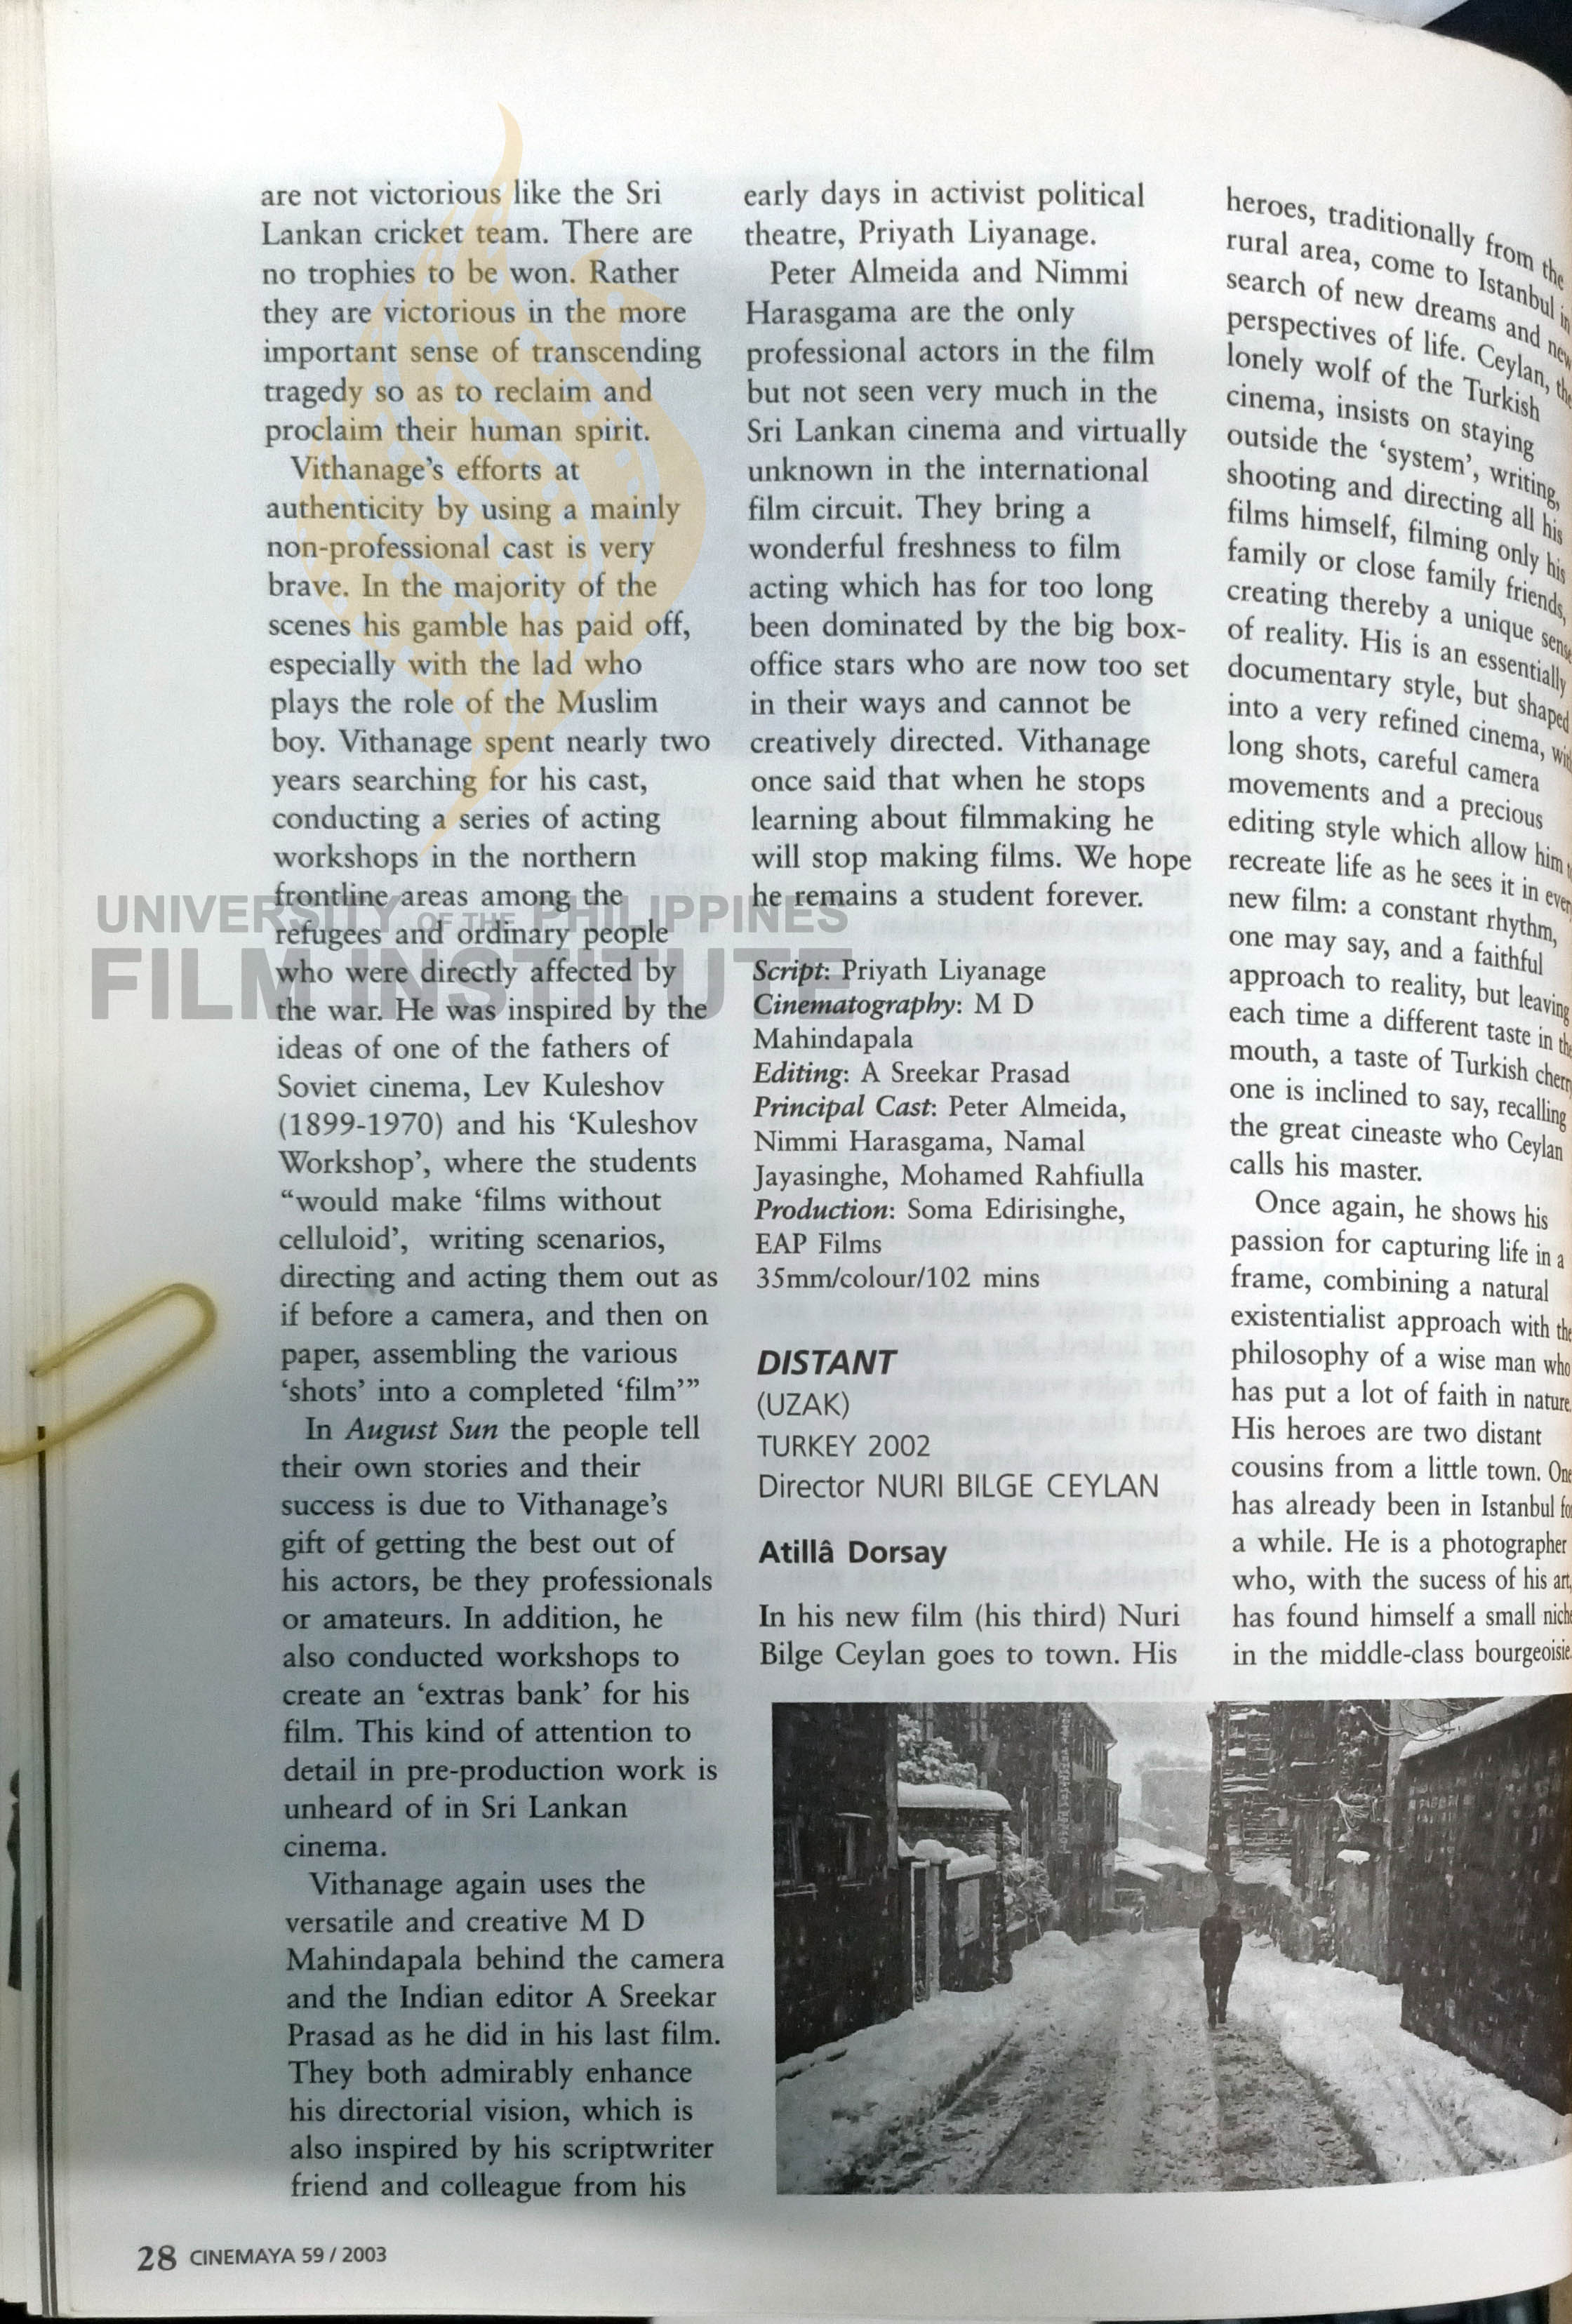 are not victorious like the Sri
Lankan cricket team. There are
no trophies to be won. Rather
they are victorious in the more
important sense of transcending
tragedy so as to reclaim and
proclaim their human spirit.
Vithanage's efforts at
authenticity by using a mainly
non-professional cast is very
brave. In the majority of the
scenes his gamble has paid off,
especially with the lad who
plays the role of the Muslim
boy. Vithanage spent nearly two
years searching for his cast,
conducting a series of acting
workshops in the northern
frontline areas among the
refugees and ordinary people
who were directly affected by
the war. He was inspired by the
ideas of one of the fathers of
Soviet cinema, Lev Kuleshov
(1899-1970) and his ‘Kuleshov
Workshop’, where the students
“would make ‘films without
celluloid’, writing scenarios,
directing and acting them out as
if before a camera, and then on
paper, assembling the various
‘shots’ into a completed ‘film’”
In August Sun the people tell
their own stories and their
success is due to Vithanage's
gift of getting the best out of
his actors, be they professionals
or amateurs. In addition, he
also conducted workshops to
create an ‘extras bank’ for his
film. This kind of attention to
detail in pre-production work is
unheard of in Sri Lankan
cinema.
Vithanage again uses the
versatile and creative M D
Mahindapala behind the camera
and the Indian editor A Sreekar
Prasad as he did in his last film.
They both admirably enhance
his directorial vision, which is
also inspired by his scriptwriter
friend and colleague from his
early days in activist political
theatre, Priyath Liyanage.
Peter Almeida and Nimmi
Harasgama are the only
professional actors in the film
but not seen very much in the
Sri Lankan cinema and virtually
unknown in the international
film circuit. They bring a
wonderful freshness to film
acting which has for too long
been dominated by the big box-
office stars who are now too set
in their ways and cannot be
creatively directed. Vithanage
once said that when he stops
learning about filmmaking he
will stop making films. We hope
he remains a student forever.
Script: Priyath Liyanage
Cinematography: M D
Mahindapala
Editing: A Sreekar Prasad
Principal Cast: Peter Almeida,
Nimmi Harasgama, Namal
Jayasinghe, Mohamed Rahfiulla
Production: Soma Edirisinghe,
EAP Films
35mm/colour/102 mins
DISTANT
(UZAK)
TURKEY 2002
Director NURI BILGE CEYLAN
Atillâ Dorsay
In his new film (his third) Nuri
Bilge Ceylan goes to town. His
heroes, traditionally from the
rural area, come to Istanbul in
search of new dreams and new
perspectives of life. Ceylan, the
lonely wolf of the Turkish
cinema, insists on staying
outside the ‘system’, writing,
shooting and directing all his
films himself, filming only his
family or close family friends,
creating thereby a unique sense
of reality. His is an essentially
documentary style, but shaped
into a very refined cinema,
long shots, careful camera
movements and a precious
editing style which allow him
recreate life as he sees it in
new film: a constant rhythm,
one may say, and a faithful
approach to reality, but leaving
each time a different taste in the
mouth, a taste of Turkish
one is inclined to say, recalling
the great cineaste who Ceylan
calls his master.
Once again, he shows his
passion for capturing life in a
frame, combining a natural
existentialist approach with the
philosophy of a wise man who
has put a lot of faith in nature.
His heroes are two distant
cousins from a little town. One
has already been in Istanbul for
a while. He is a photographer
who, with the sucess of his art,
has found himself a small niche
in the middle-class bourgeoisie.
28 CINEMAYA 59 / 2003
UNIVERSITY OF THE PHILIPPINES
FILM INSTITUTE